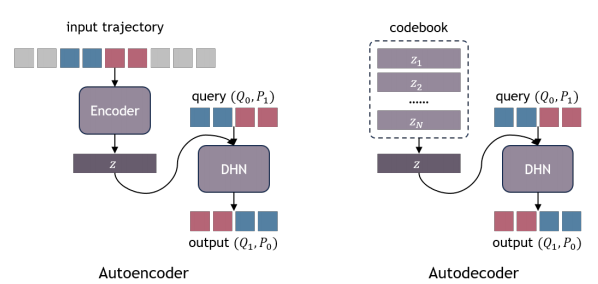 input trajectory
Encoder
z
query (Q₀, P₁)
DHN
output (Q₁, P₀)
Autoencoder
codebook
z₁
z₂
......
z_N
z
query (Q₀, P₁)
DHN
output (Q₁, P₀)
Autodecoder